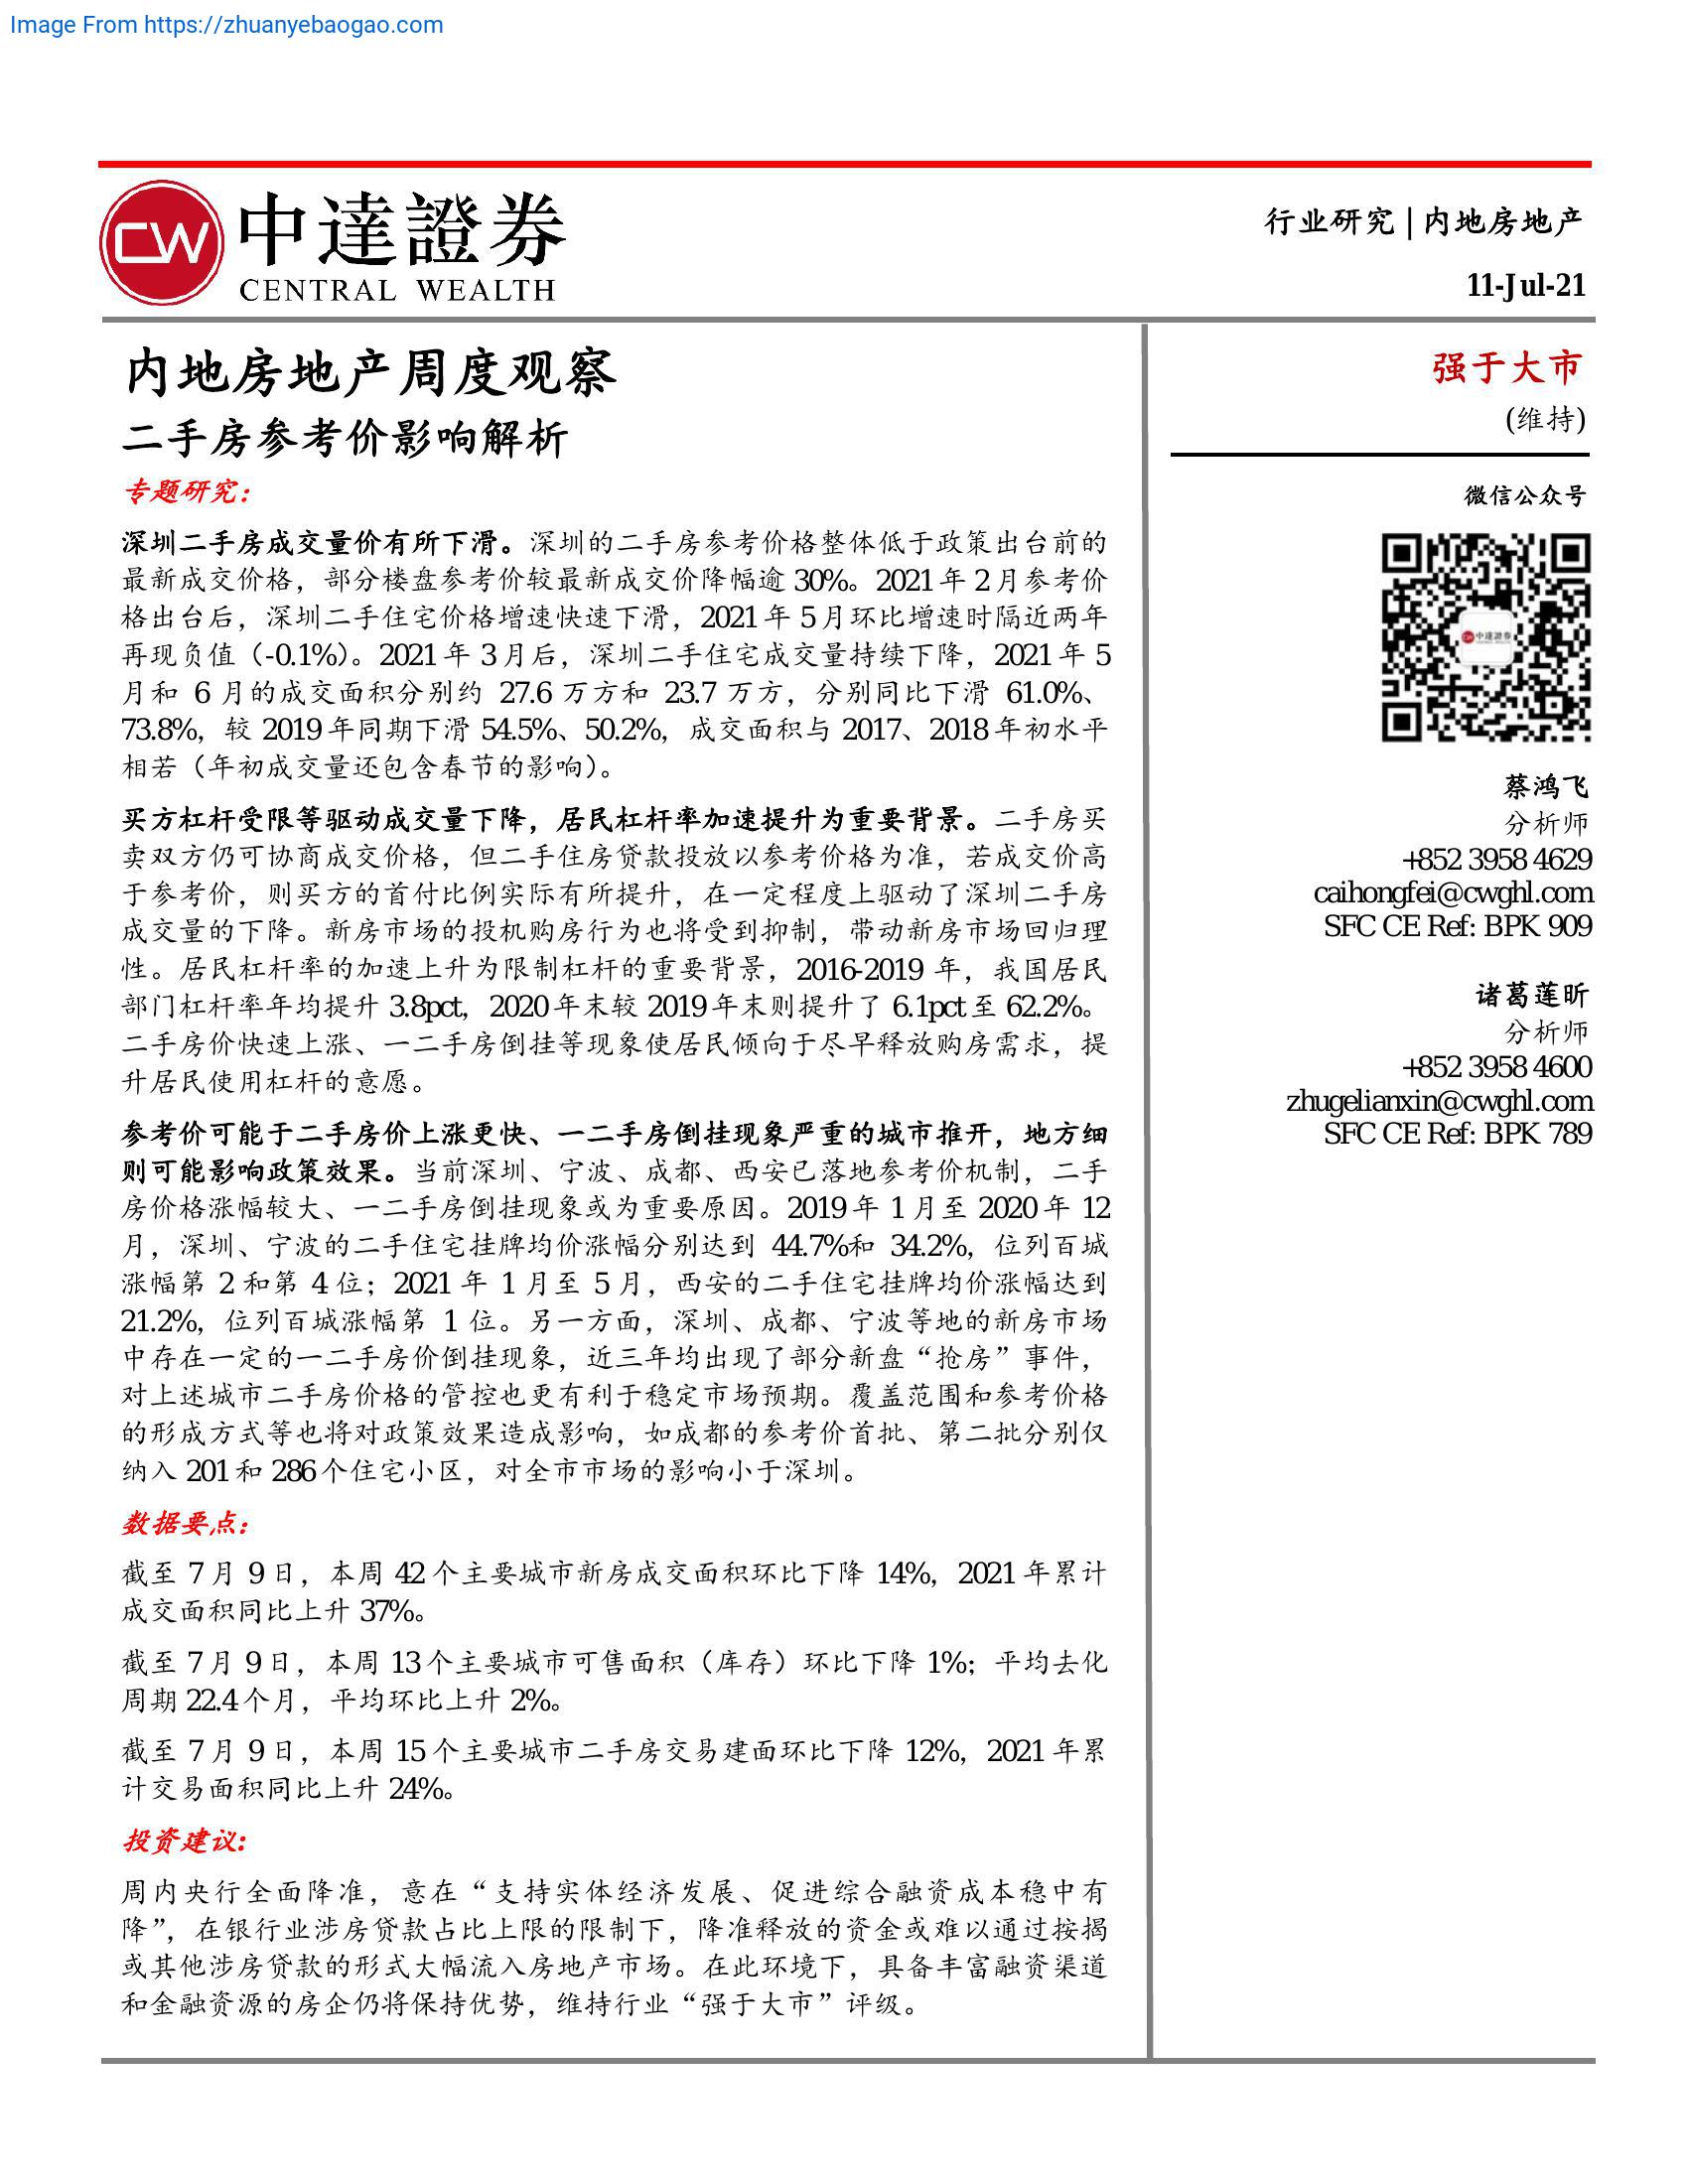 Image From https://zhuanyebaogao.com
中達證券
CENTRAL WEALTH
行业研究 | 内地房地产
11-Jul-21
内地房地产周度观察
二手房参考价影响解析
专题研究：
深圳二手房成交量价有所下滑。深圳的二手房参考价格整体低于政策出台前的
最新成交价格，部分楼盘参考价较最新成交价降幅逾 30%。2021 年 2 月参考价
格出台后，深圳二手住宅价格增速快速下滑，2021 年 5 月环比增速时隔近两年
再现负值（-0.1%）。2021 年 3 月后，深圳二手住宅成交量持续下降，2021 年 5
月和 6 月的成交面积分别约 27.6 万方和 23.7 万方，分别同比下滑 61.0%、
73.8%，较 2019 年同期下滑 54.5%、50.2%，成交面积与 2017、2018 年初水平
相若（年初成交量还包含春节的影响）。
买方杠杆受限等驱动成交量下降，居民杠杆率加速提升为重要背景。二手房买
卖双方仍可协商成交价格，但二手住房贷款投放以参考价格为准，若成交价高
于参考价，则买方的首付比例实际有所提升，在一定程度上驱动了深圳二手房
成交量的下降。新房市场的投机购房行为也将受到抑制，带动新房市场回归理
性。居民杠杆率的加速上升为限制杠杆的重要背景，2016-2019 年，我国居民
部门杠杆率年均提升 3.8pct，2020 年末较 2019 年末则提升了 6.1pct 至 62.2%。
二手房价快速上涨、一二手房倒挂等现象使居民倾向于尽早释放购房需求，提
升居民使用杠杆的意愿。
参考价可能于二手房价上涨更快、一二手房倒挂现象严重的城市推开，地方细
则可能影响政策效果。当前深圳、宁波、成都、西安已落地参考价机制，二手
房价格涨幅较大、一二手房倒挂现象或为重要原因。2019 年 1 月至 2020 年 12
月，深圳、宁波的二手住宅挂牌均价涨幅分别达到 44.7%和 34.2%，位列百城
涨幅第 2 和第 4 位；2021 年 1 月至 5 月，西安的二手住宅挂牌均价涨幅达到
21.2%，位列百城涨幅第 1 位。另一方面，深圳、成都、宁波等地的新房市场
中存在一定的一二手房价倒挂现象，近三年均出现了部分新盘“抢房”事件，
对上述城市二手房价格的管控也更有利于稳定市场预期。覆盖范围和参考价格
的形成方式等也将对政策效果造成影响，如成都的参考价首批、第二批分别仅
纳入 201 和 286 个住宅小区，对全市市场的影响小于深圳。
数据要点：
截至 7 月 9 日，本周 42 个主要城市新房成交面积环比下降 14%，2021 年累计
成交面积同比上升 37%。
截至 7 月 9 日，本周 13 个主要城市可售面积（库存）环比下降 1%；平均去化
周期 22.4 个月，平均环比上升 2%。
截至 7 月 9 日，本周 15 个主要城市二手房交易建面环比下降 12%，2021 年累
计交易面积同比上升 24%。
投资建议：
周内央行全面降准，意在“支持实体经济发展、促进综合融资成本稳中有
降”，在银行业涉房贷款占比上限的限制下，降准释放的资金或难以通过按揭
或其他涉房贷款的形式大幅流入房地产市场。在此环境下，具备丰富融资渠道
和金融资源的房企仍将保持优势，维持行业“强于大市”评级。
强于大市
(维持)
微信公众号
中達證券
蔡鸿飞
分析师
+852 3958 4629
caihongfei@cwghl.com
SFC CE Ref: BPK 909
诸葛莲昕
分析师
+852 3958 4600
zhugelianxin@cwghl.com
SFC CE Ref: BPK 789